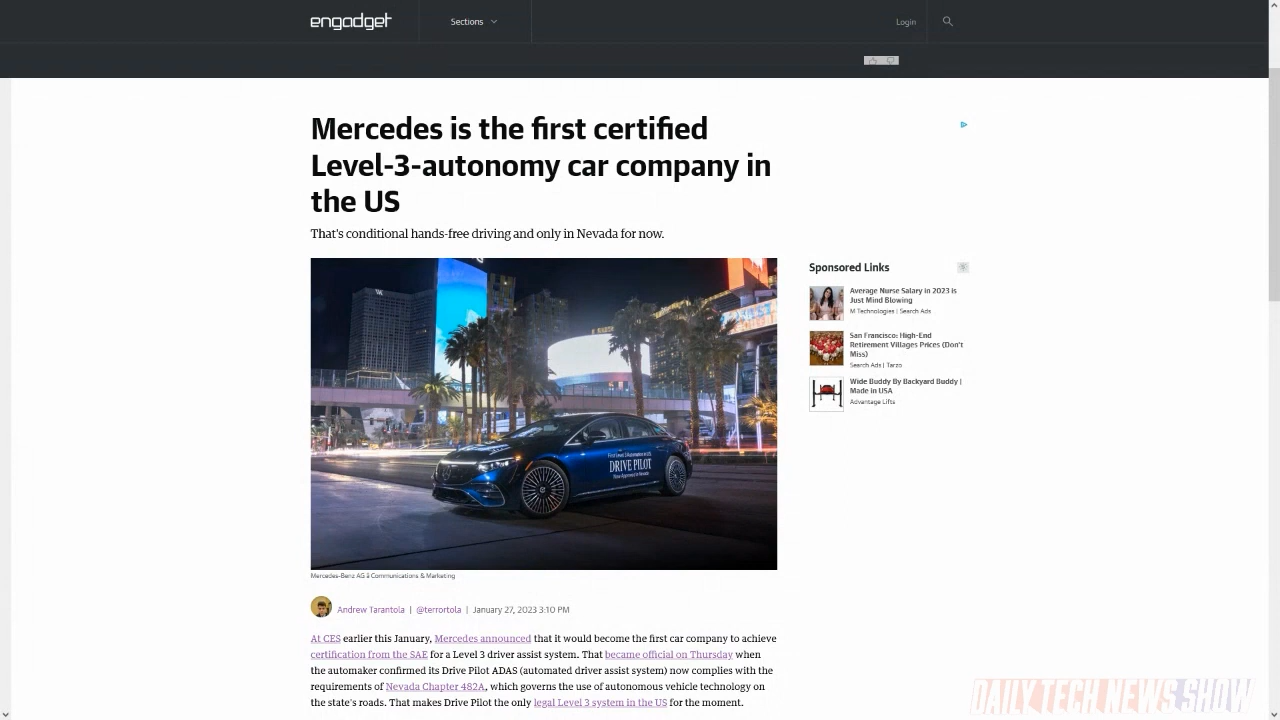 engadget
Sections
Login
Mercedes is the first certified
Level-3-autonomy car company in
the US
That's conditional hands-free driving and only in Nevada for now.
Sponsored Links
Average Nurse Salary in 2023 is
Just Mind Blowing
M Technologies | Search Ads
San Francisco: High-End
Retirement Villages Prices (Don't
Miss)
Search Ads | Tarzo
Wide Buddy By Backyard Buddy |
Made in USA
Advantage Lifts
DRIVE PILOT
Mercedes-Benz AG â Communications & Marketing
Andrew Tarantola | @terrortola | January 27, 2023 3:10 PM
At CES earlier this January, Mercedes announced that it would become the first car company to achieve
certification from the SAE for a Level 3 driver assist system. That became official on Thursday when
the automaker confirmed its Drive Pilot ADAS (automated driver assist system) now complies with the
requirements of Nevada Chapter 482A, which governs the use of autonomous vehicle technology on
the state's roads. That makes Drive Pilot the only legal Level 3 system in the US for the moment.
DAILY TECH NEWS SHOW